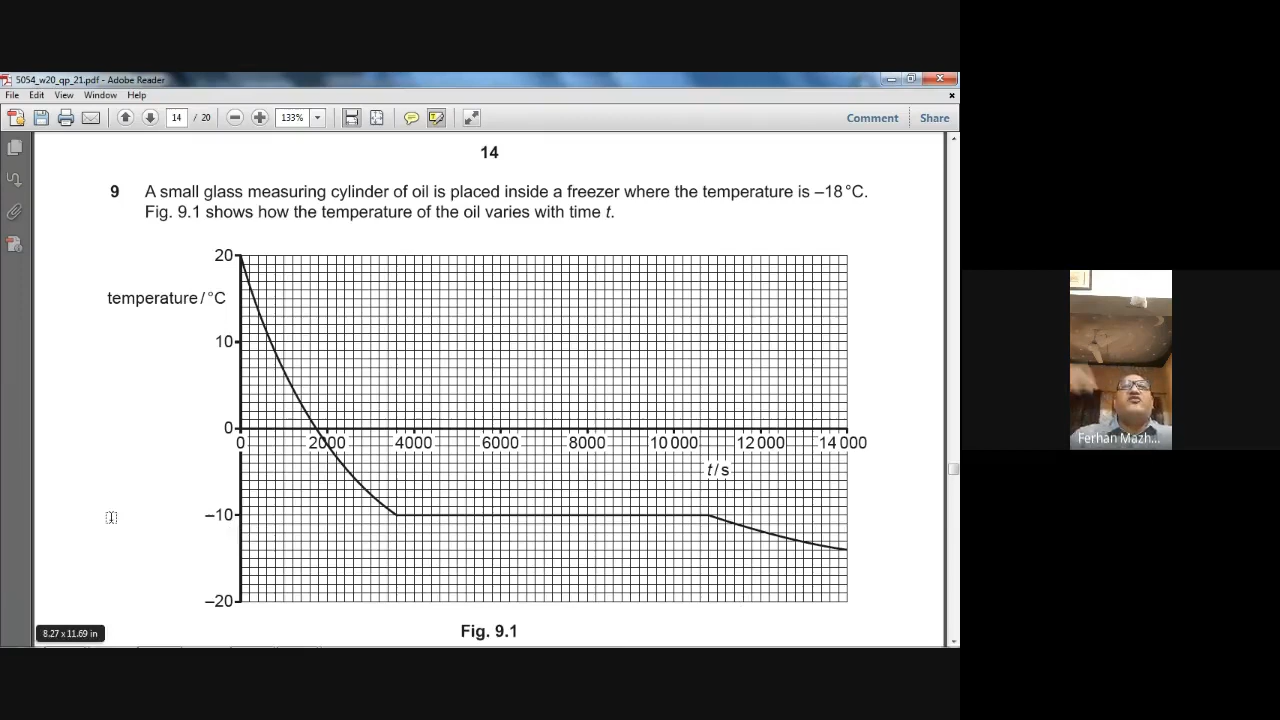 5054_w20_qp_21.pdf - Adobe Reader
File Edit View Window Help
14 / 20 133% Comment Share
14
9 A small glass measuring cylinder of oil is placed inside a freezer where the temperature is –18 °C.
Fig. 9.1 shows how the temperature of the oil varies with time t.
20
temperature / °C
10
0
0 2000 4000 6000 8000 10 000 12 000 14 000
t / s
–10
–20
Fig. 9.1
8.27 x 11.69 in
Ferhan Mazh...